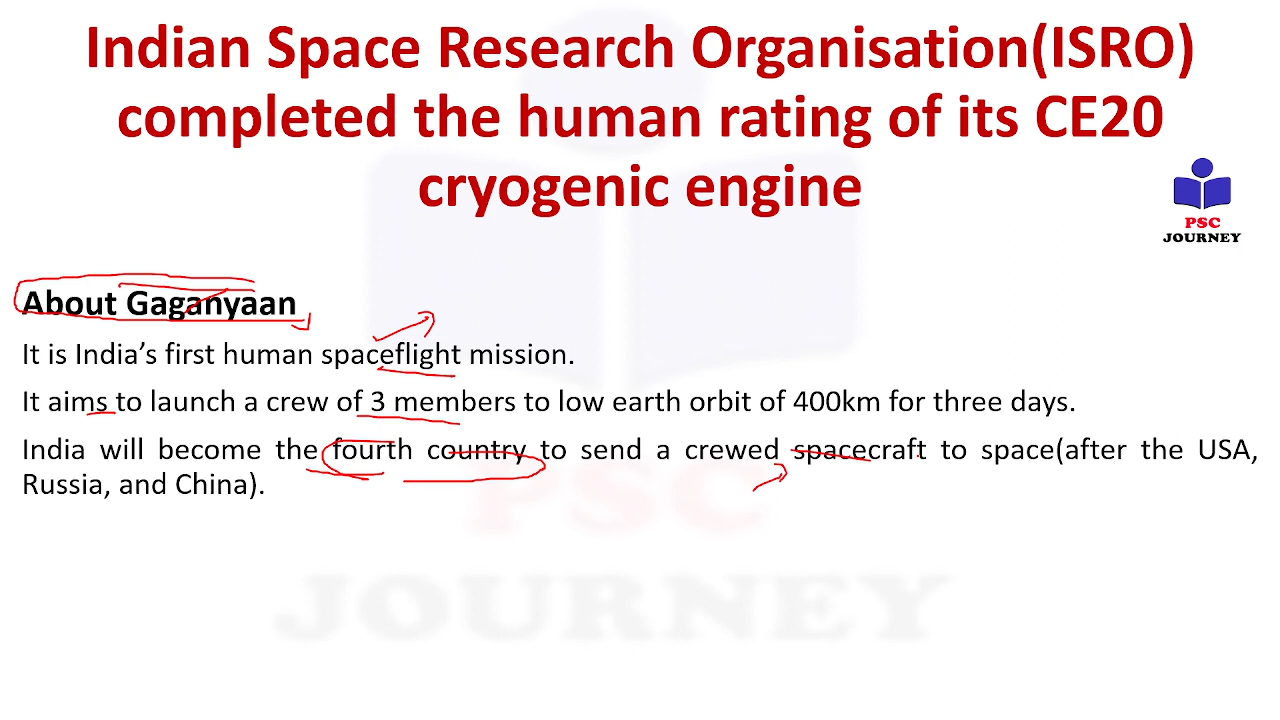 Indian Space Research Organisation(ISRO)
completed the human rating of its CE20
cryogenic engine
PSC
JOURNEY
About Gaganyaan
It is India’s first human spaceflight mission.
It aims to launch a crew of 3 members to low earth orbit of 400km for three days.
India will become the fourth country to send a crewed spacecraft to space(after the USA,
Russia, and China).
PSC
JOURNEY